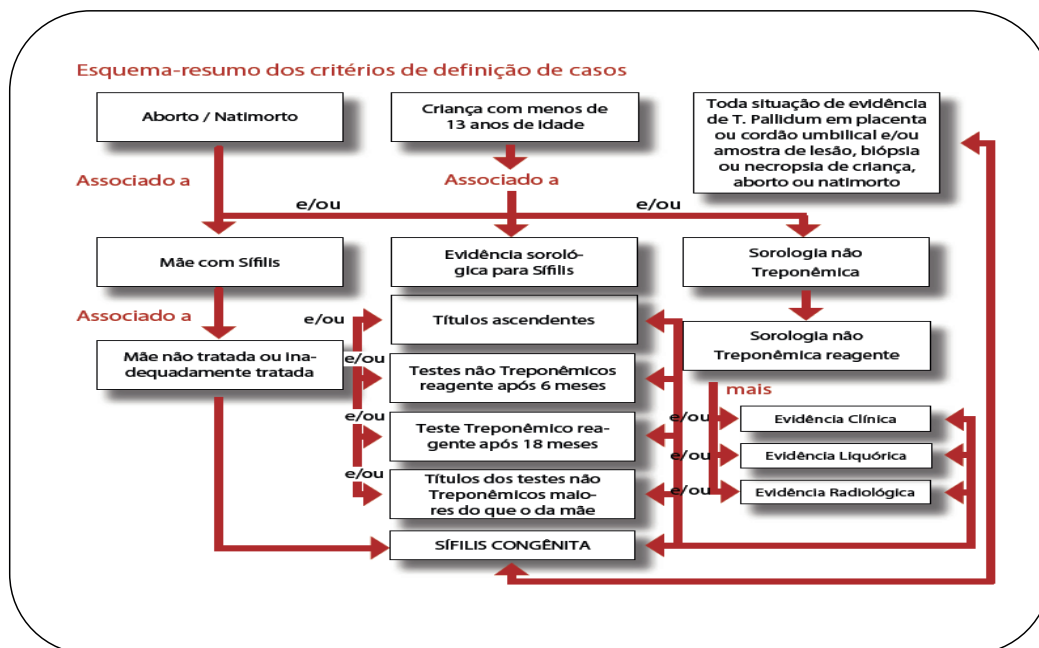 Esquema-resumo dos critérios de definição de casos
Aborto / Natimorto
Criança com menos de
13 anos de idade
Toda situação de evidência
de T. Pallidum em placenta
ou cordão umbilical e/ou
amostra de lesão, biópsia
ou necropsia de criança,
aborto ou natimorto
Associado a
Associado a
e/ou
e/ou
Mãe com Sífilis
Evidência soroló-
gica para Sífilis
Sorologia não
Treponêmica
Associado a
e/ou
Títulos ascendentes
Sorologia não
Treponêmica reagente
Mãe não tratada ou ina-
dequadamente tratada
e/ou
Testes não Treponêmicos
reagente após 6 meses
mais
e/ou
Teste Treponêmico rea-
gente após 18 meses
e/ou
Evidência Clínica
e/ou
Evidência Liquórica
e/ou
Títulos dos testes não
Treponêmicos maio-
res do que o da mãe
e/ou
Evidência Radiológica
SÍFILIS CONGÊNITA